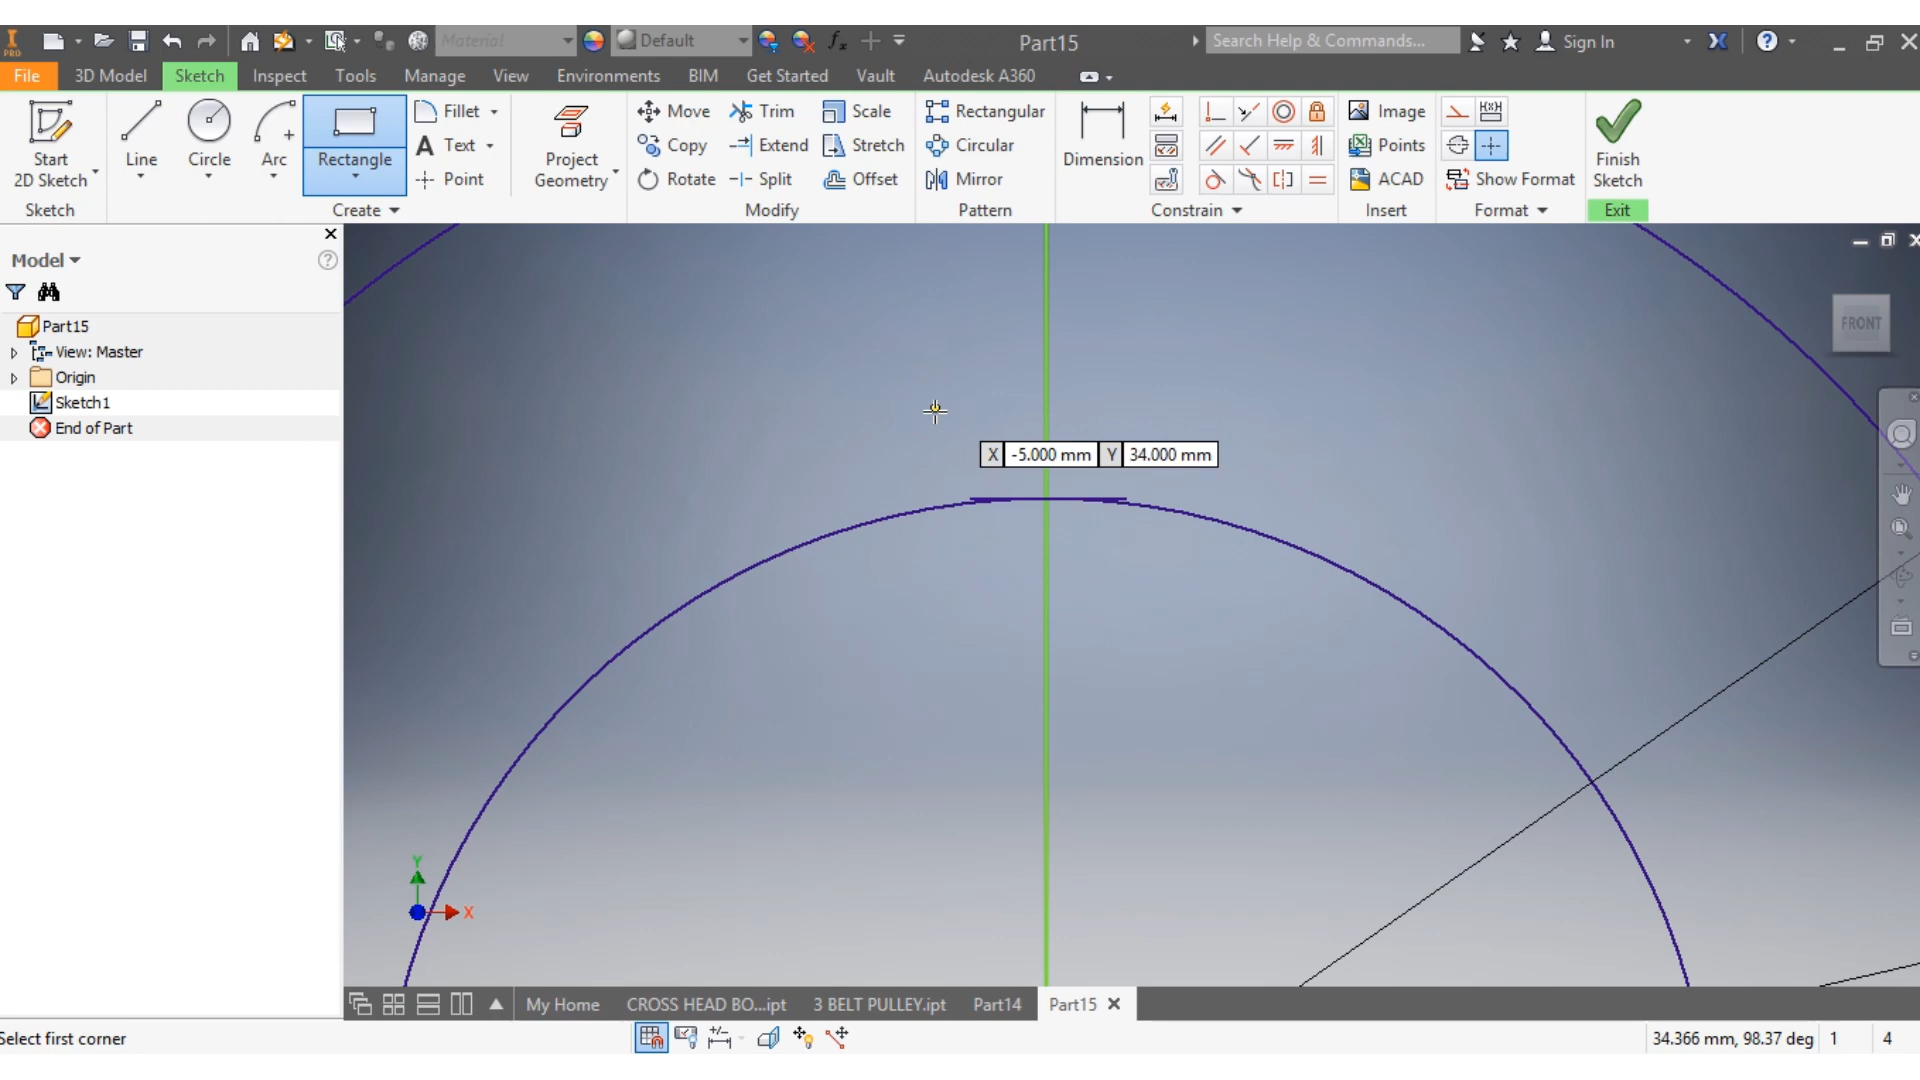 PRO Material Default fx Part15 Search Help & Commands... Sign In
File 3D Model Sketch Inspect Tools Manage View Environments BIM Get Started Vault Autodesk A360
Start 2D Sketch
Line
Circle
Arc
Rectangle
Fillet
A Text
Point
Project Geometry
Move
Copy
Rotate
Trim
Extend
Split
Scale
Stretch
Offset
Rectangular
Circular
Mirror
Dimension
Image
Points
ACAD
Show Format
Finish Sketch
Sketch Create Modify Pattern Constrain Insert Format Exit
Model
Part15
View: Master
Origin
Sketch1
End of Part
FRONT
X -5.000 mm Y 34.000 mm
Y
X
My Home CROSS HEAD BO...ipt 3 BELT PULLEY.ipt Part14 Part15
Select first corner 34.366 mm, 98.37 deg 1 4